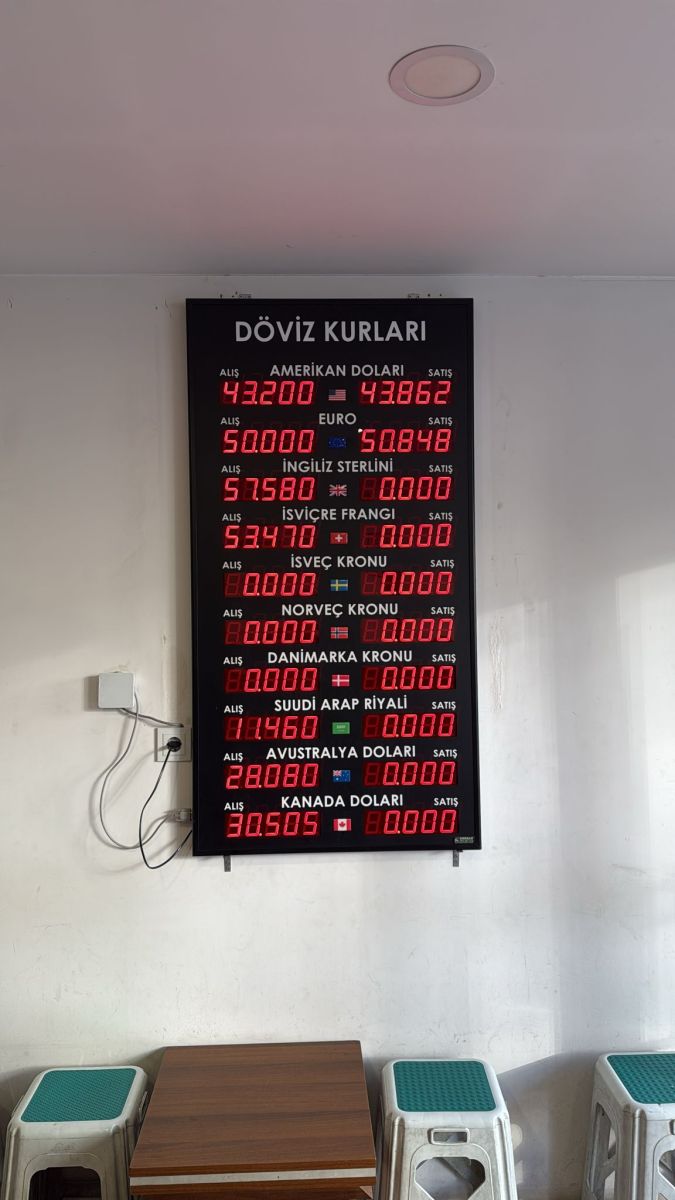 DÖVİZ KURLARI
ALIŞ AMERİKAN DOLARI SATIŞ
43.200 43.862
ALIŞ EURO SATIŞ
50.000 50.848
ALIŞ İNGİLİZ STERLİNİ SATIŞ
57.580 0.000
ALIŞ İSVİÇRE FRANGI SATIŞ
53.470 0.000
ALIŞ İSVEÇ KRONU SATIŞ
0.000 0.000
ALIŞ NORVEÇ KRONU SATIŞ
0.000 0.000
ALIŞ DANİMARKA KRONU SATIŞ
0.000 0.000
ALIŞ SUUDİ ARAP RİYALİ SATIŞ
11.460 0.000
ALIŞ AVUSTRALYA DOLARI SATIŞ
28.080 0.000
ALIŞ KANADA DOLARI SATIŞ
30.505 0.000